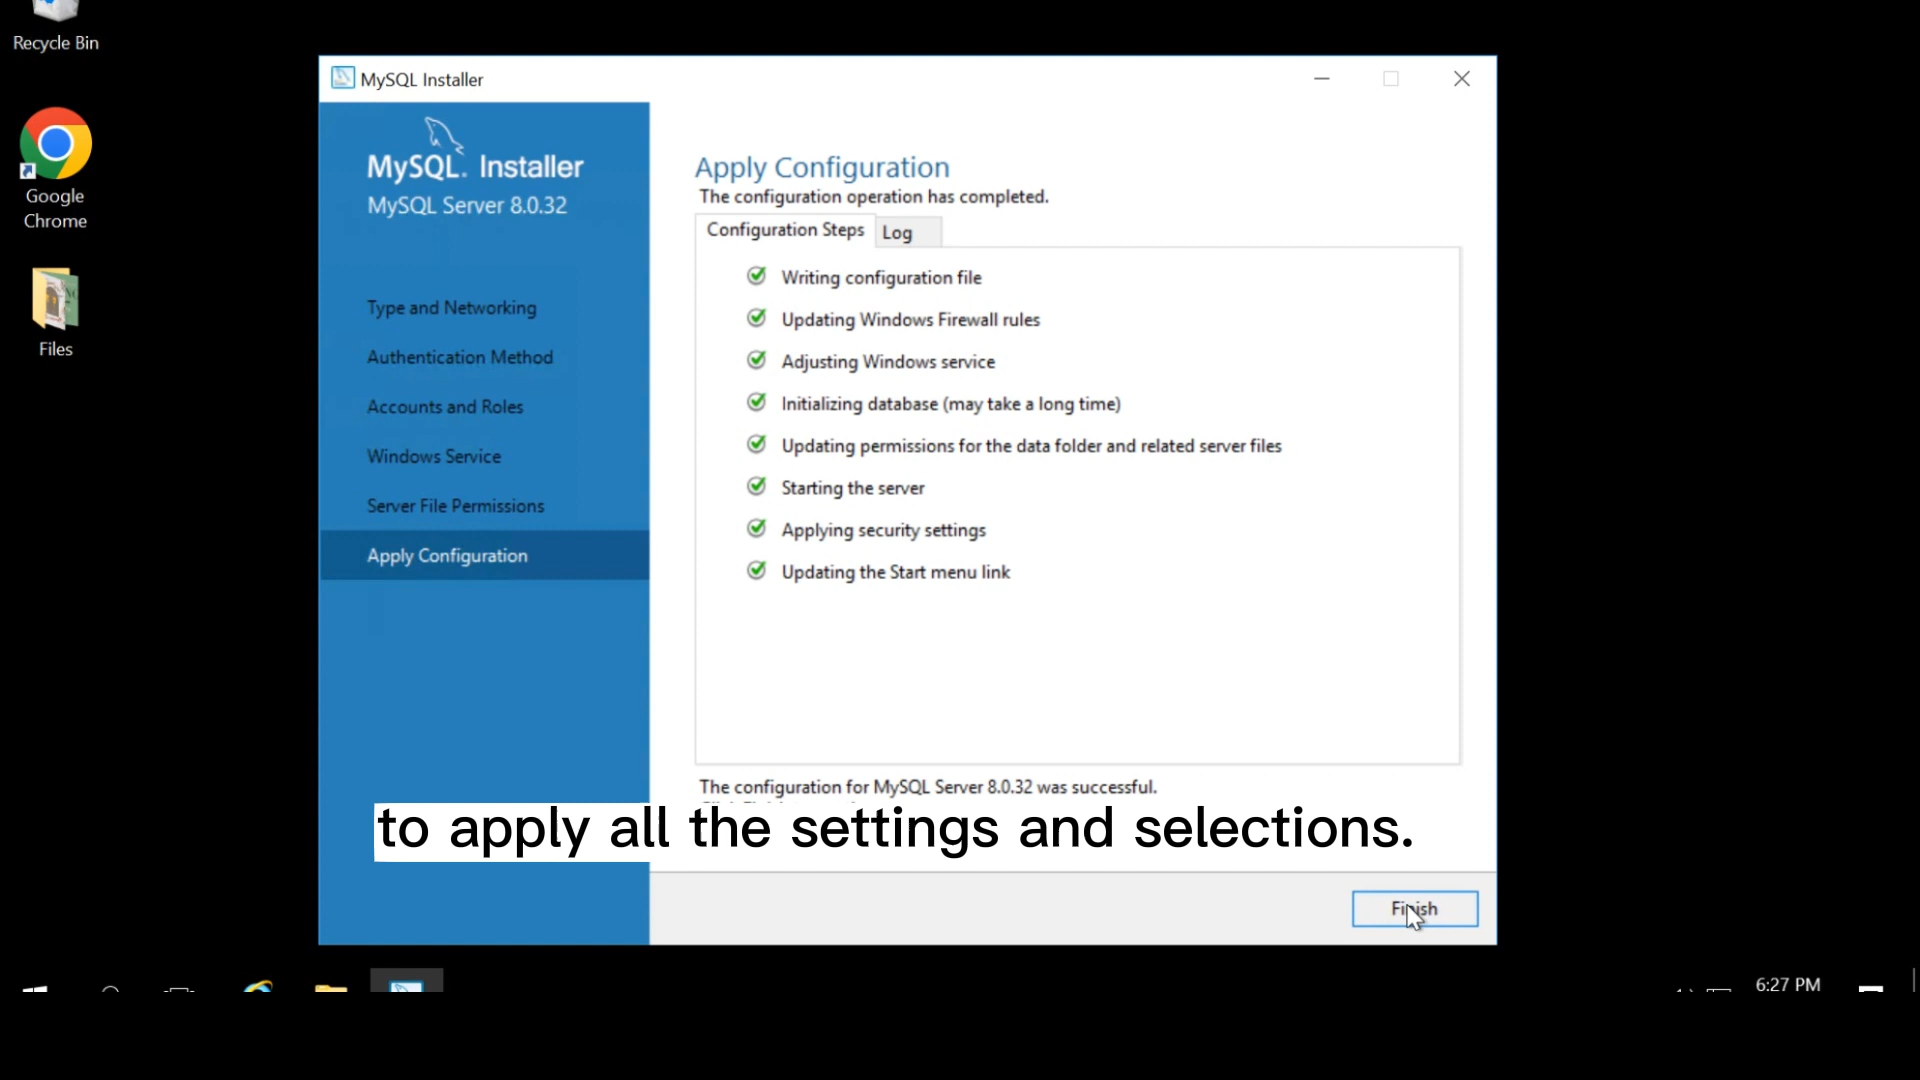 Recycle Bin
Google
Chrome
Files
MySQL Installer
MySQL. Installer
MySQL Server 8.0.32
Type and Networking
Authentication Method
Accounts and Roles
Windows Service
Server File Permissions
Apply Configuration
Apply Configuration
The configuration operation has completed.
Configuration Steps
Log
Writing configuration file
Updating Windows Firewall rules
Adjusting Windows service
Initializing database (may take a long time)
Updating permissions for the data folder and related server files
Starting the server
Applying security settings
Updating the Start menu link
The configuration for MySQL Server 8.0.32 was successful.
to apply all the settings and selections.
Finish
6:27 PM